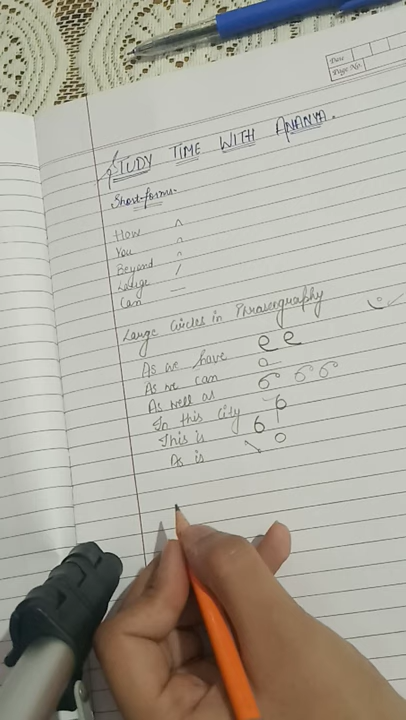 Date
Page No.
STUDY TIME WITH ANANYA.
Short-forms-
How
You
Beyond
Large
Can
Large Circles in Phraseography
As we have
As we can
As well as
In this city
This is
As is